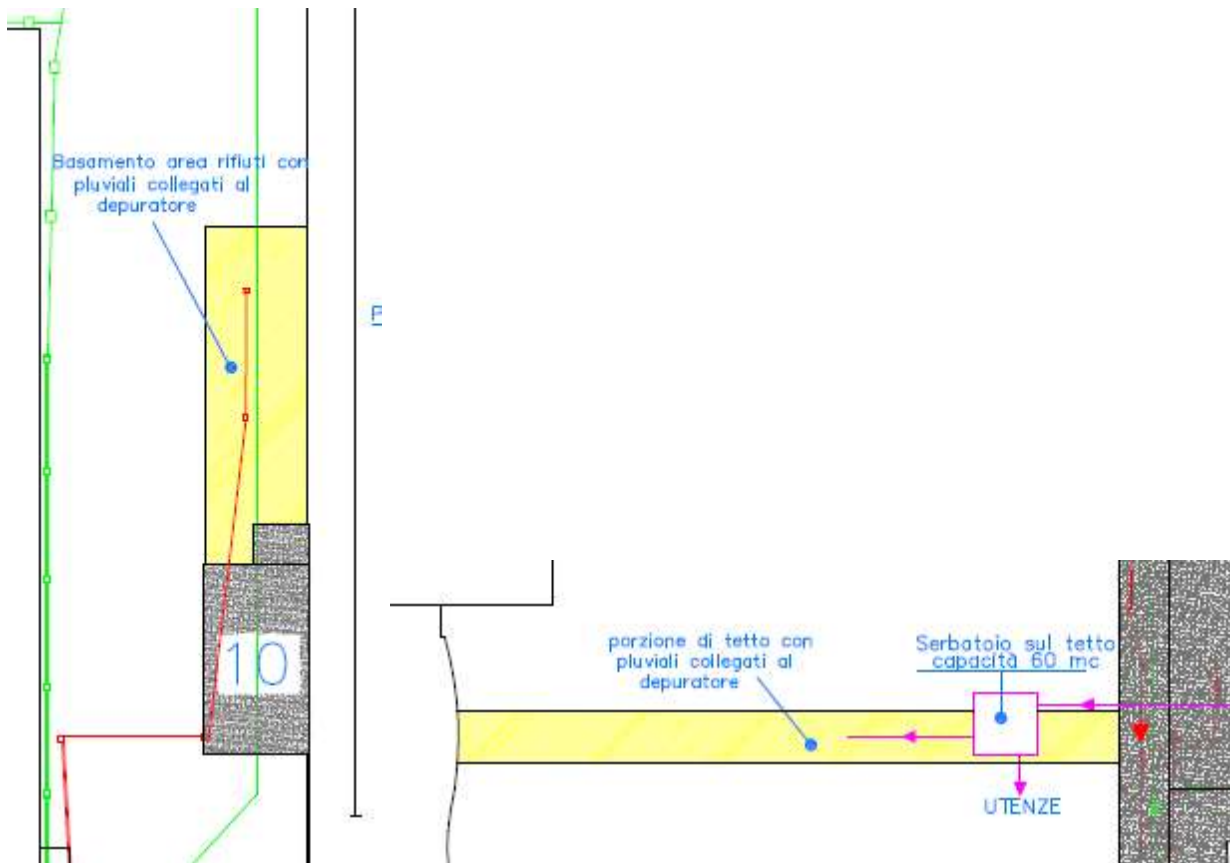 Basamento area rifiuti con
pluviali collegati al
depuratore
P
10
porzione di tetto con
pluviali collegati al
depuratore
Serbatoio sul tetto
capacità 60 mc
UTENZE